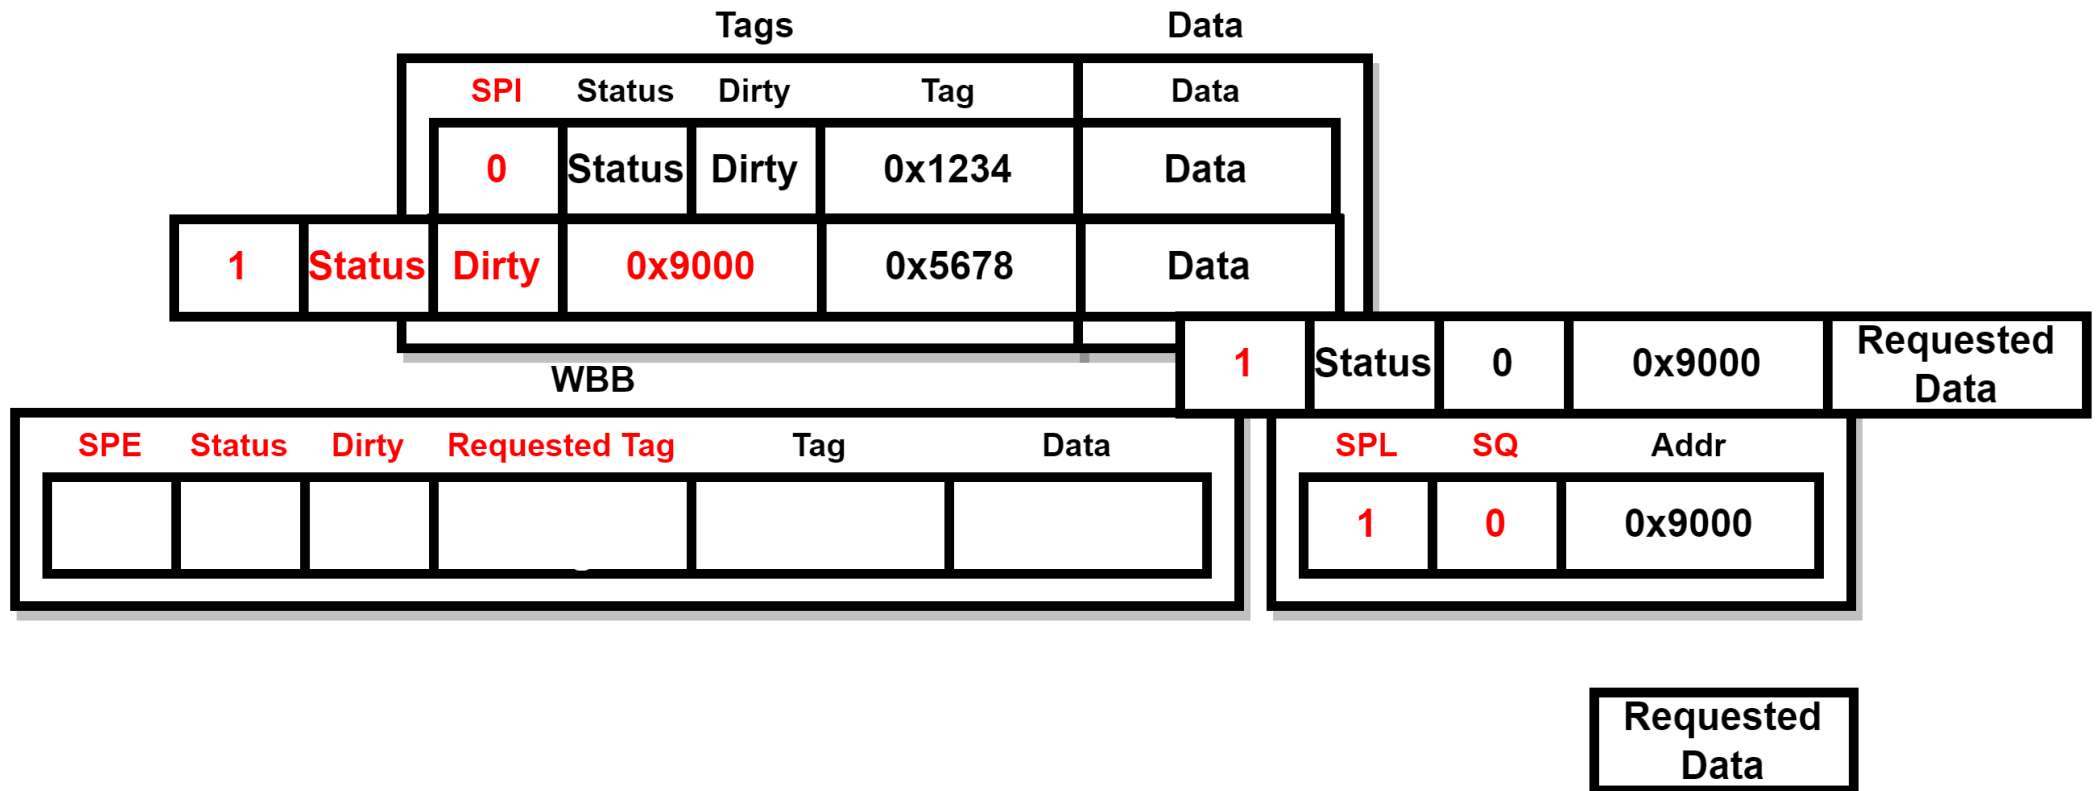 Tags Data
SPI Status Dirty Tag Data
0 Status Dirty 0x1234 Data
1 Status Dirty 0x9000 0x5678 Data
1 Status 0 0x9000 Requested Data
WBB
SPE Status Dirty Requested Tag Tag Data
SPL SQ Addr
1 0 0x9000
Requested
Data